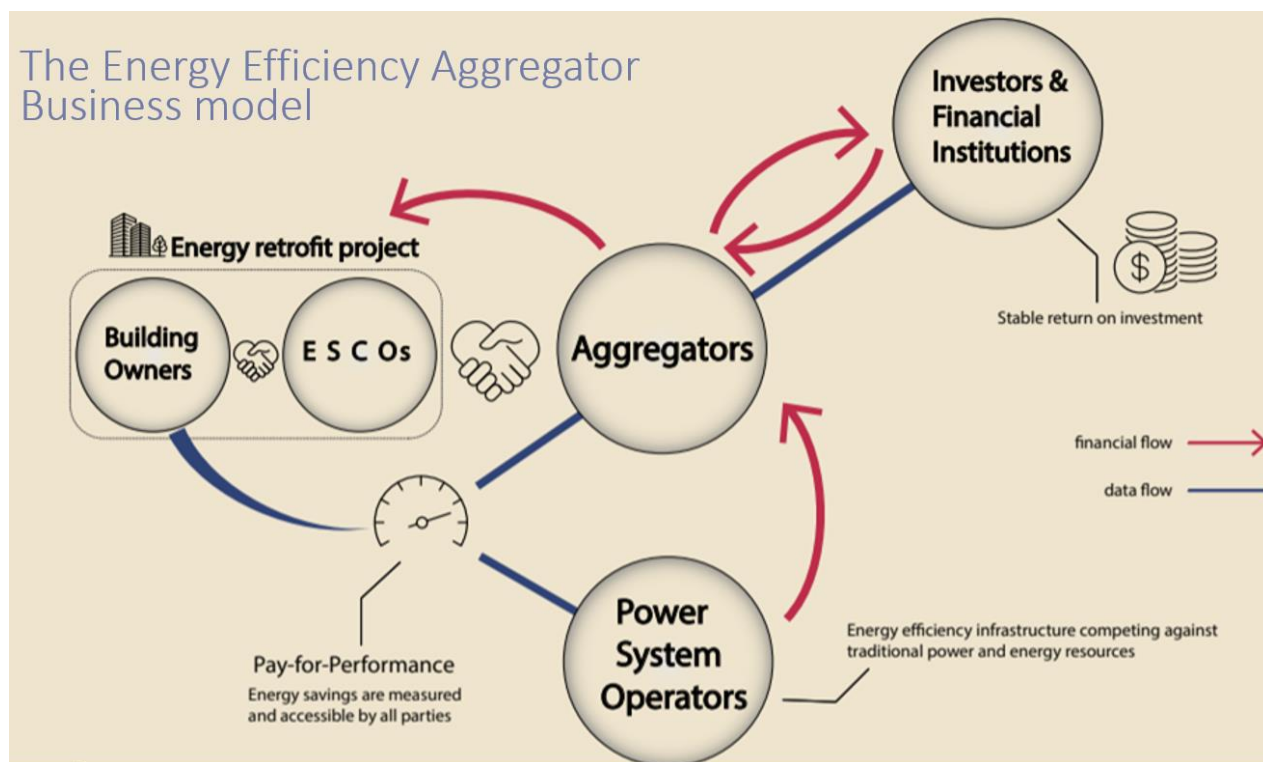 The Energy Efficiency Aggregator
Business model
Investors &
Financial
Institutions
$
Stable return on investment
Energy retrofit project
Building
Owners
E S C Os
Aggregators
financial flow
data flow
Pay-for-Performance
Energy savings are measured
and accessible by all parties
Power
System
Operators
Energy efficiency infrastructure competing against
traditional power and energy resources